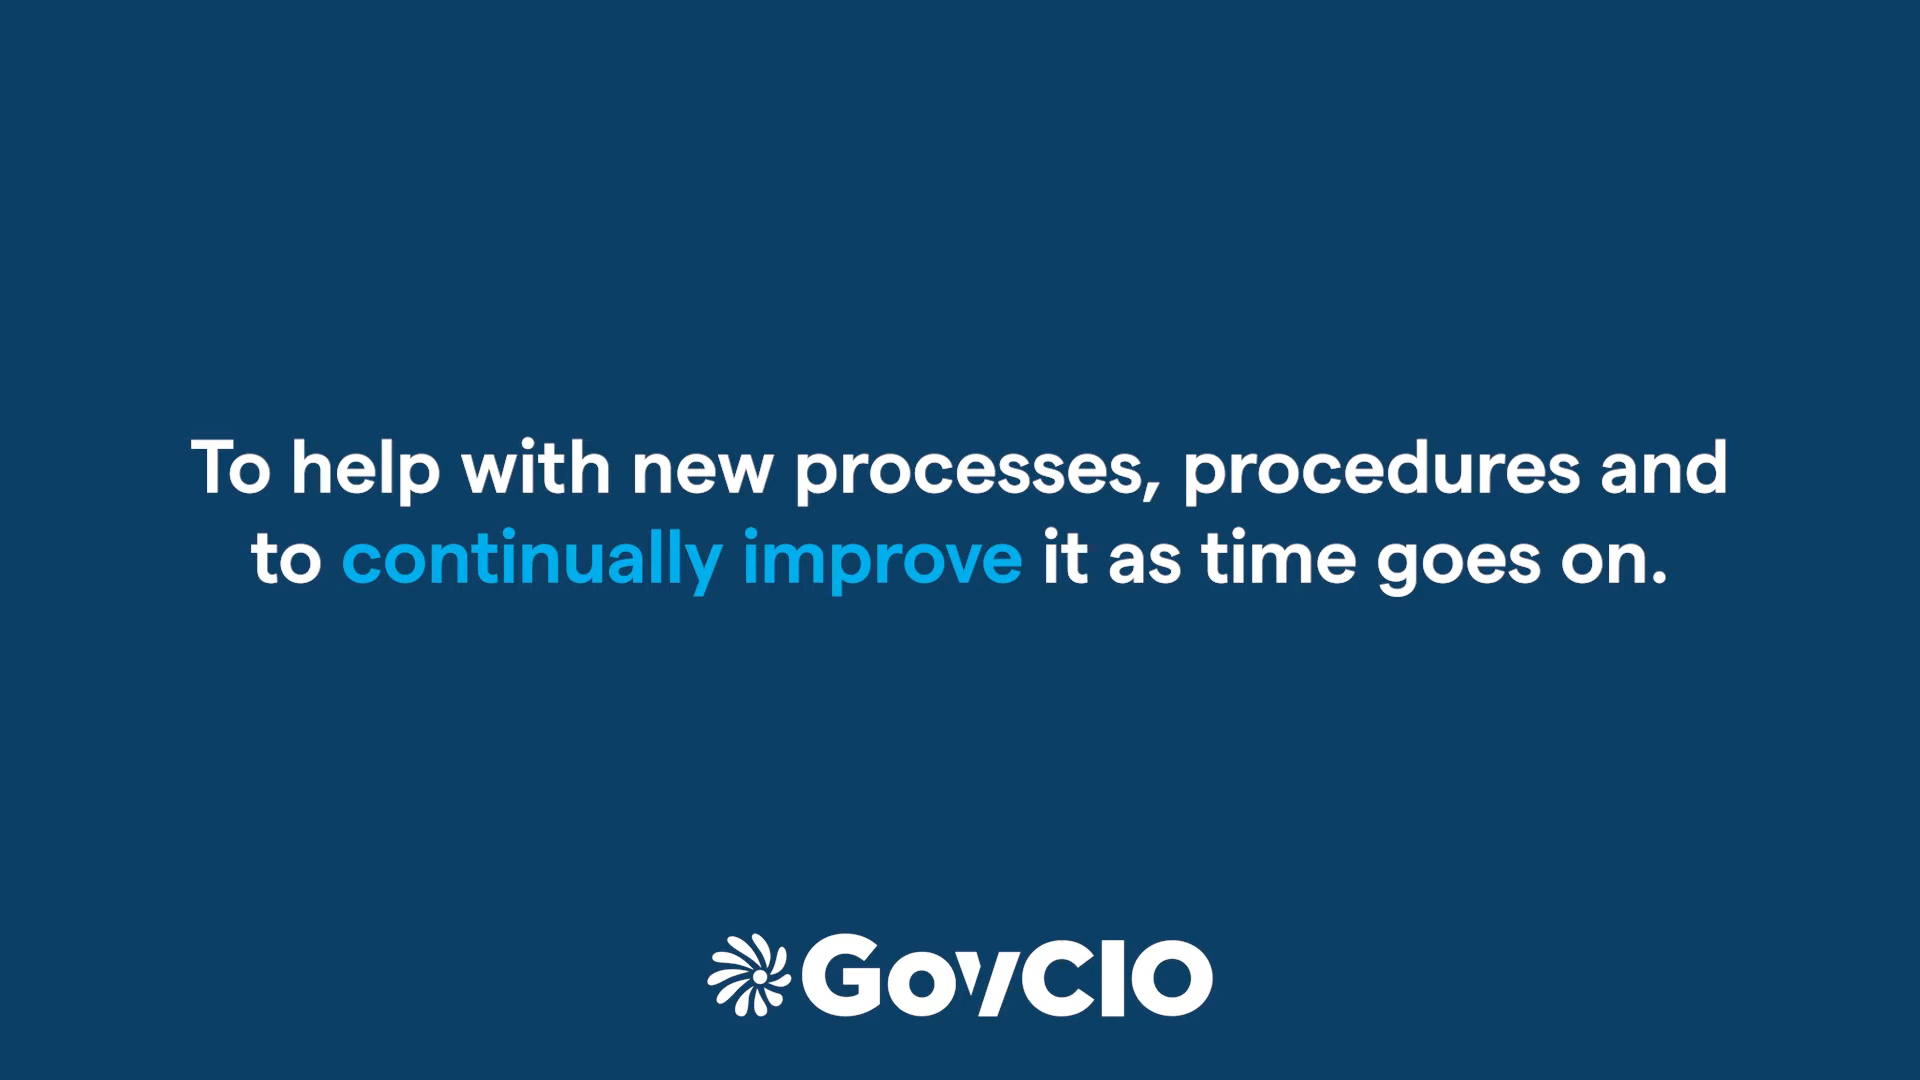 To help with new processes, procedures and
to continually improve it as time goes on.
GovCIO